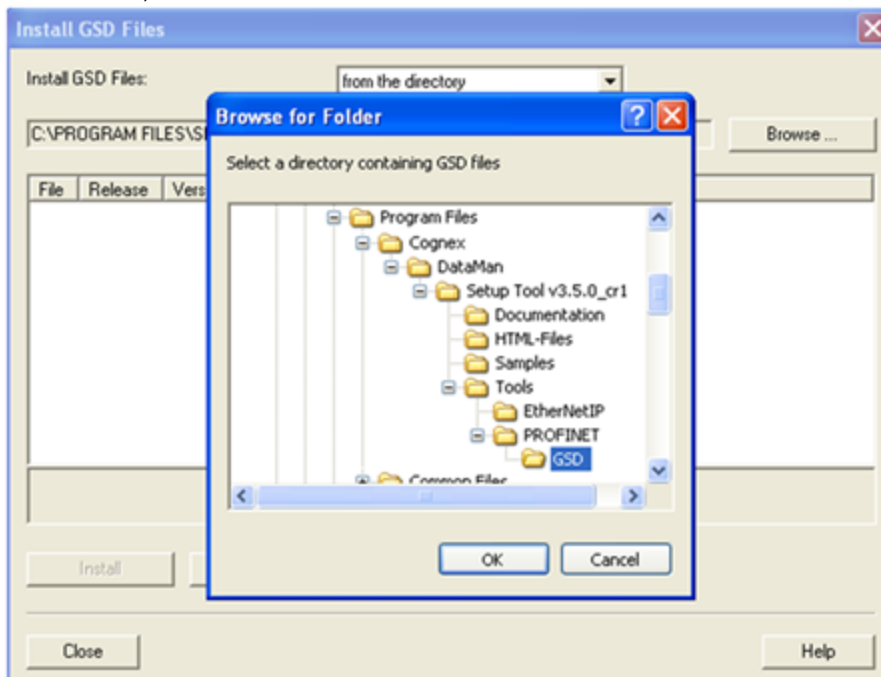 Install GSD Files
Install GSD Files:
from the directory
Browse for Folder
C:\PROGRAM FILES\
Browse ...
Select a directory containing GSD files
File Release Vers
Program Files
Cognex
DataMan
Setup Tool v3.5.0_cr1
Documentation
HTML-Files
Samples
Tools
EtherNetIP
PROFINET
GSD
Common Files
OK Cancel
Install
Close
Help